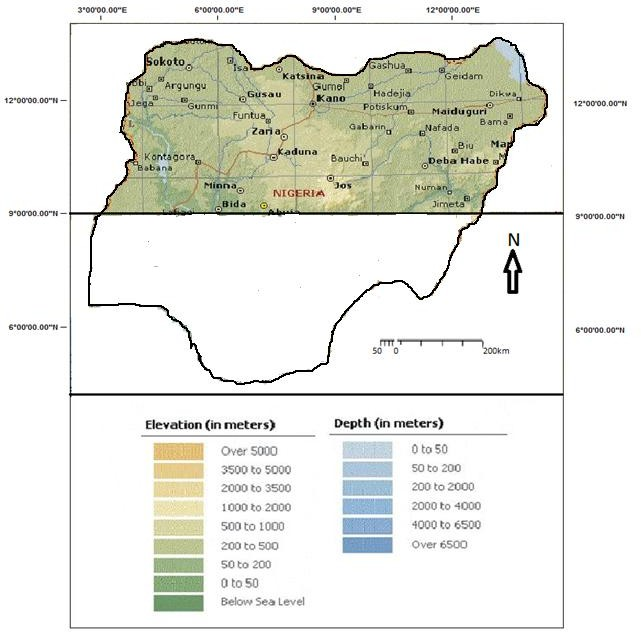 3°00'00.00"E 6°00'00.00"E 9°00'00.00"E 12°00'00.00"E
Sokoto
Isa
Katsina
Gashua
Geidam
Argungu
Gumel
Hadejia
Dikwa
Jega
Gunmi
Gusau
Kano
12°00'00.00"N
12°00'00.00"N
Potiskum
Maiduguri
Bama
Funtua
Gabarin
Nafada
Zaria
Biu
Kaduna
Kontagora
Babana
Bauchi
Deba Habe
Minna
NIGERIA
Jos
Numan
Bida
Jimeta
Abuja
9°00'00.00"N
9°00'00.00"N
N
6°00'00.00"N
6°00'00.00"N
50 0 200km
Elevation (in meters)
Over 5000
3500 to 5000
2000 to 3500
1000 to 2000
500 to 1000
200 to 500
50 to 200
0 to 50
Below Sea Level
Depth (in meters)
0 to 50
50 to 200
200 to 2000
2000 to 4000
4000 to 6500
Over 6500